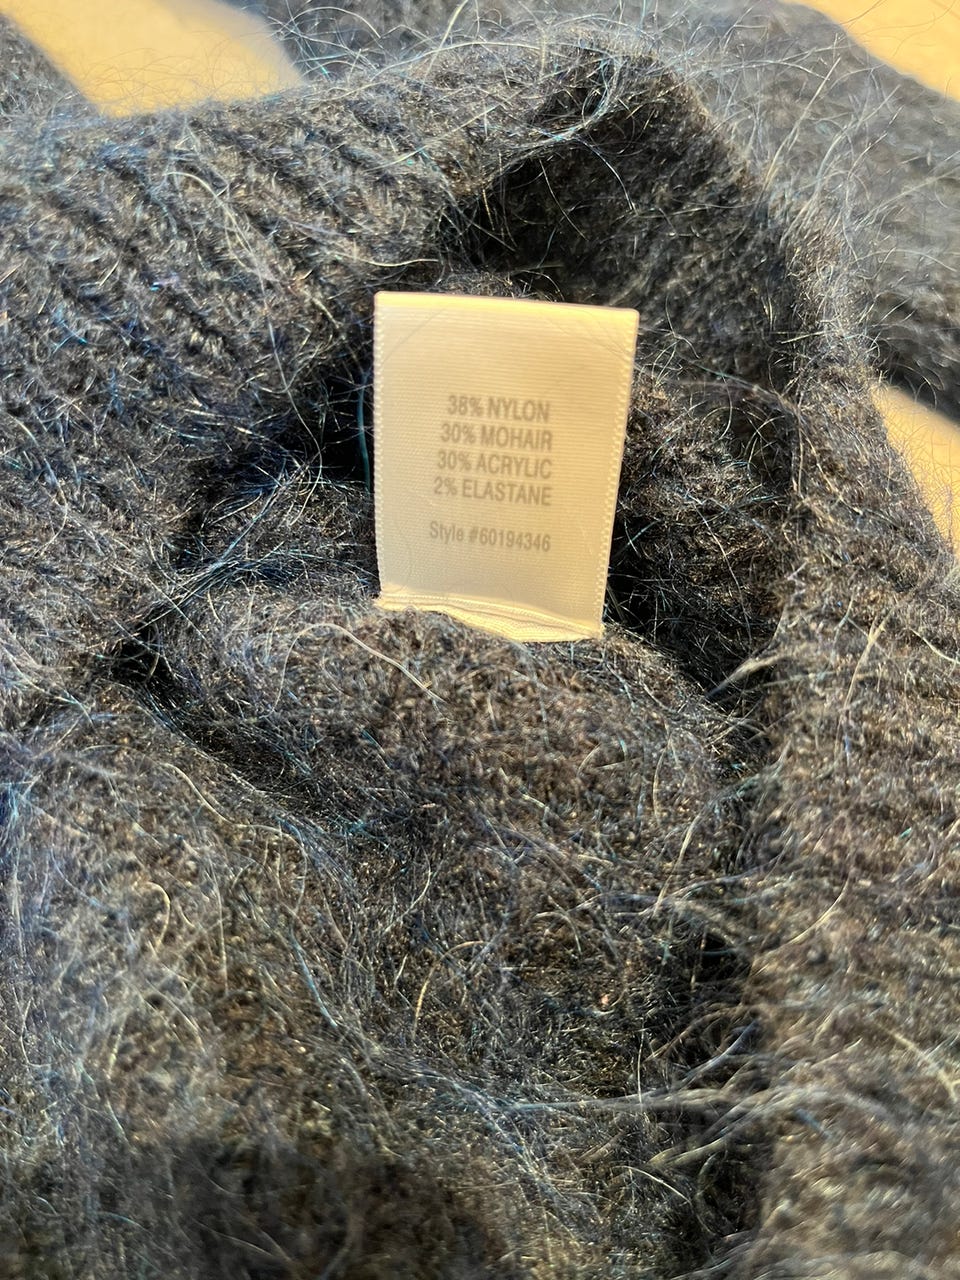 38% NYLON
30% MOHAIR
30% ACRYLIC
2% ELASTANE
Style #60194346